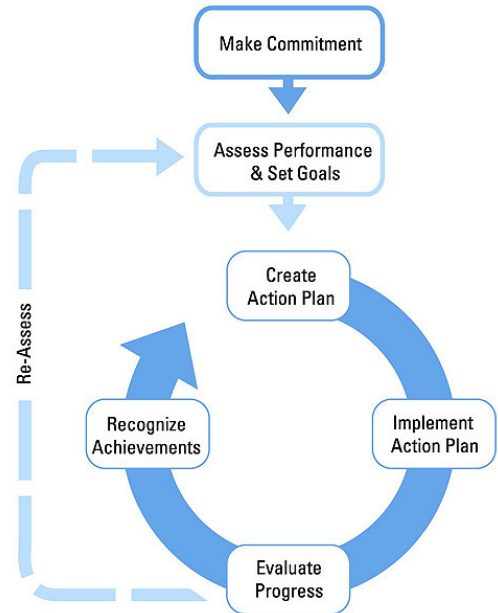 Make Commitment
Assess Performance
& Set Goals
Create
Action Plan
Re-Assess
Recognize
Achievements
Implement
Action Plan
Evaluate
Progress